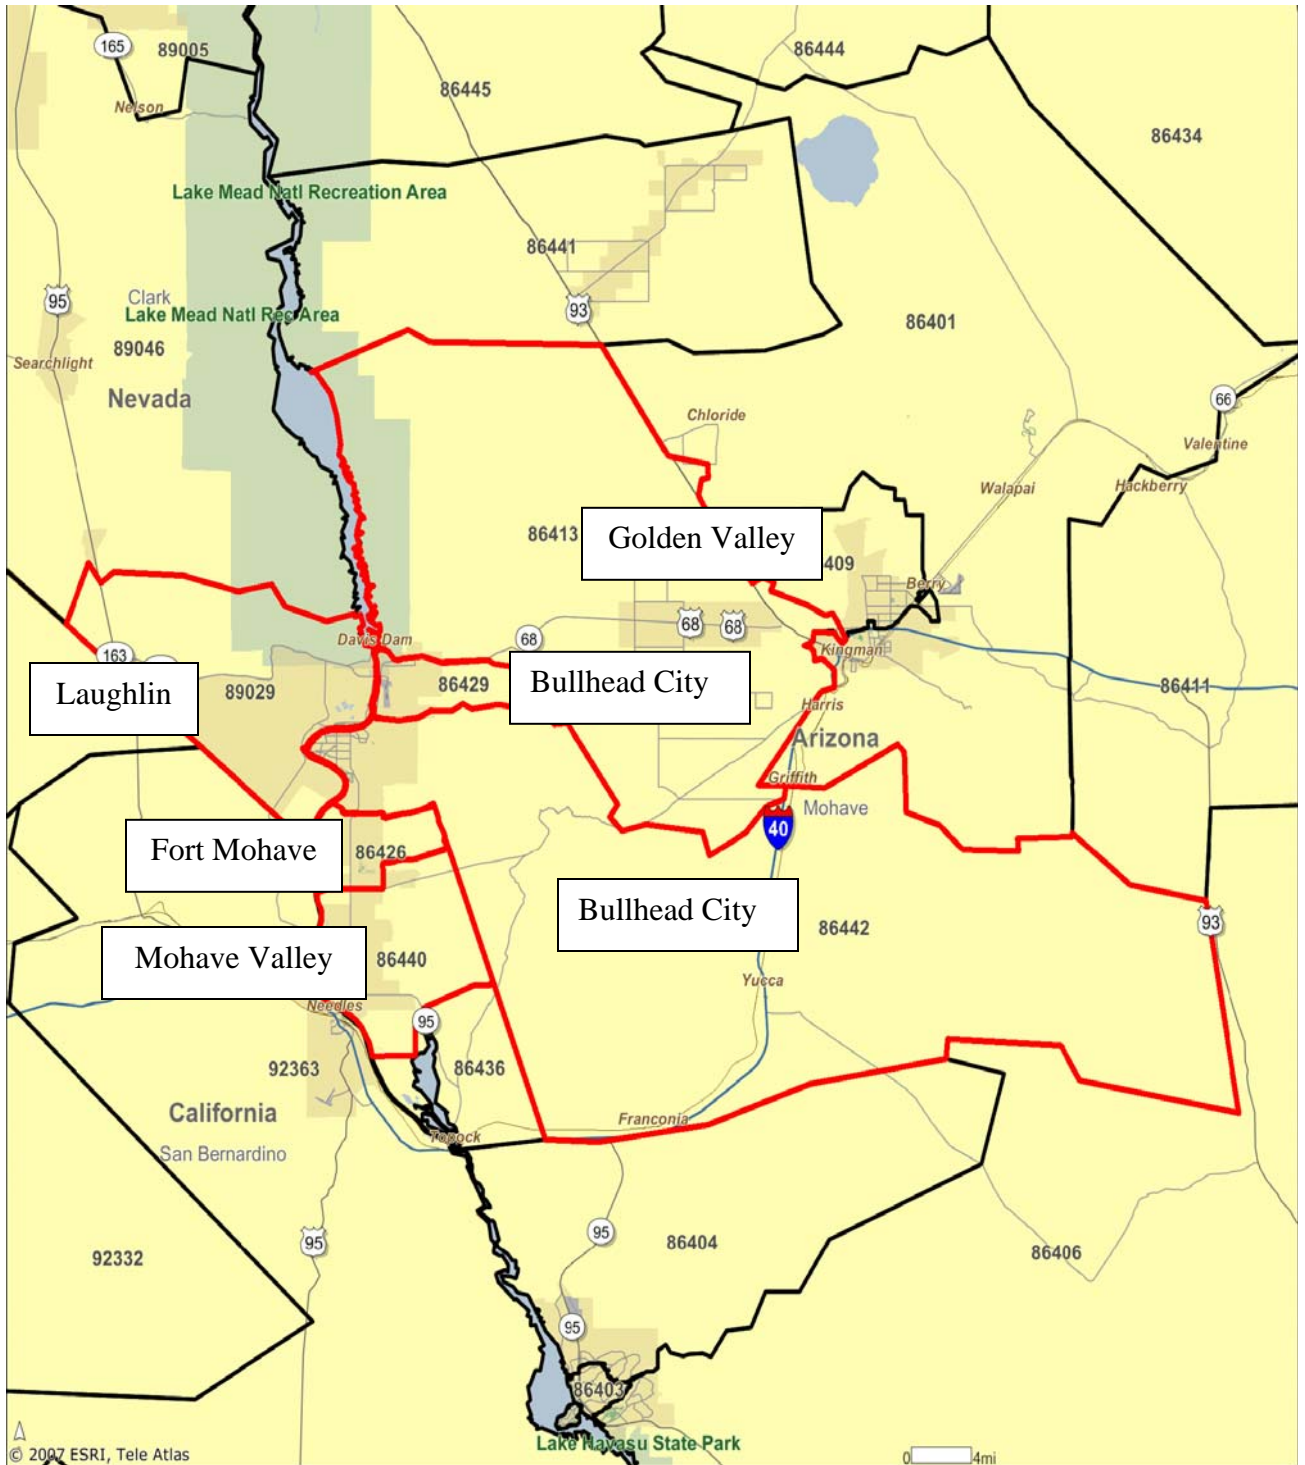 165
89005
86444
86445
Nelson
86434
Lake Mead Natl Recreation Area
86441
95
Clark
93
Lake Mead Natl Rec Area
86401
89046
Searchlight
Nevada
66
Chloride
Valentine
Walapai
Hackberry
86413
Golden Valley
409
Berry
68
68
68
Davis Dam
Kingman
163
Laughlin
89029
86429
Bullhead City
86411
Harris
Arizona
Griffith
Mohave
40
Fort Mohave
86426
Bullhead City
86442
93
Mohave Valley
86440
Yucca
Needles
95
92363
86436
California
Franconia
Topock
San Bernardino
95
95
86404
92332
86406
95
86403
Lake Havasu State Park
© 2007 ESRI, Tele Atlas
0 4mi